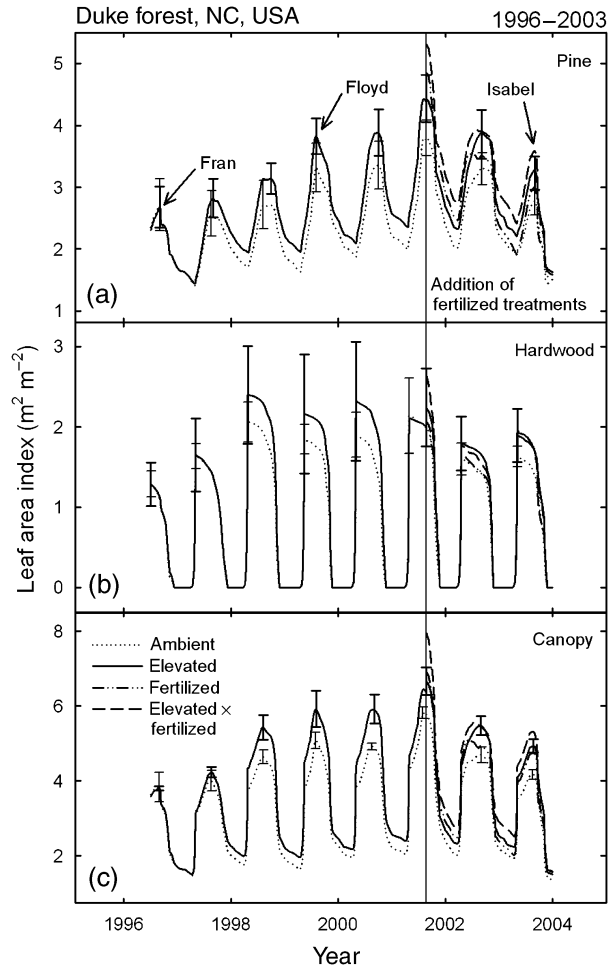 Duke forest, NC, USA
1996–2003
Pine
5
4
3
2
1
Floyd
Isabel
Fran
Addition of
fertilized treatments
(a)
Hardwood
3
2
1
0
(b)
Leaf area index (m² m⁻²)
Canopy
8
6
4
2
Ambient
Elevated
Fertilized
Elevated ×
fertilized
(c)
1996
1998
2000
2002
2004
Year